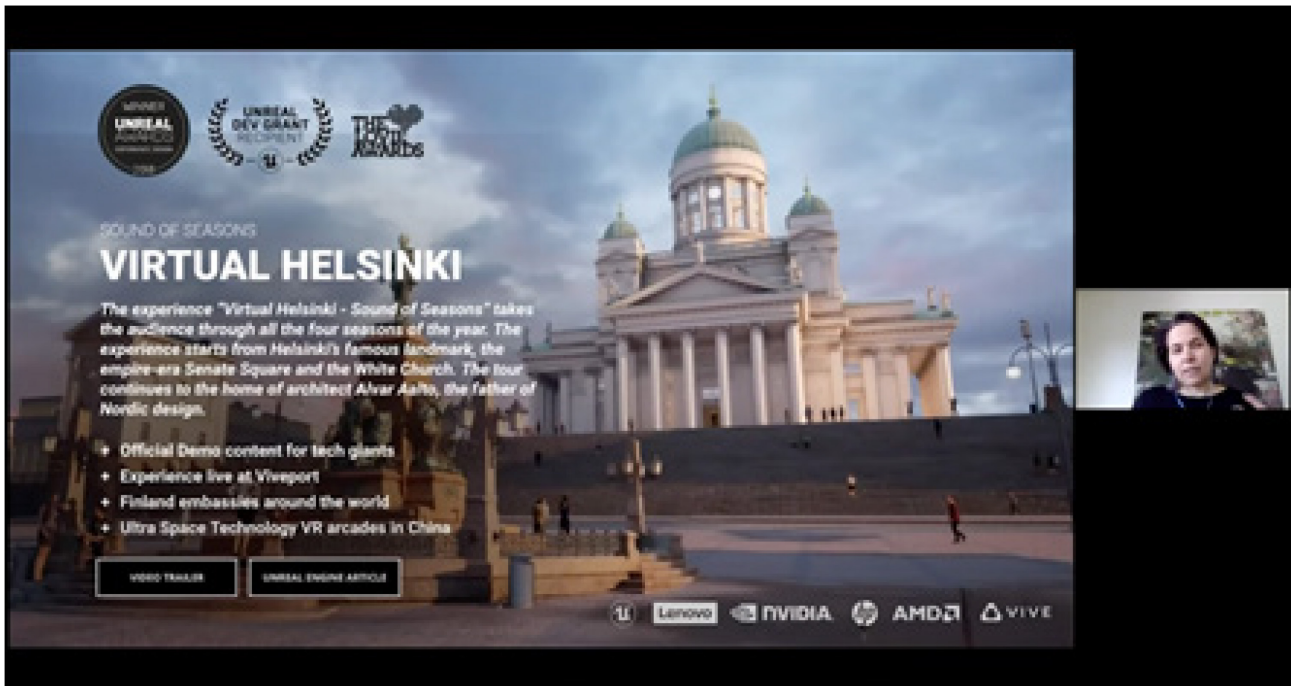 WINNER
UNREAL
AWARDS
UNREAL
DEV GRANT
RECIPIENT
THE
AWARDS
SOUND OF SEASONS
VIRTUAL HELSINKI
The experience "Virtual Helsinki - Sound of Seasons" takes
the audience through all the four seasons of the year. The
experience starts from Helsinki's famous landmark, the
empire-era Senate Square and the White Church. The tour
continues to the home of architect Alvar Aalto, the father of
Nordic design.
+ Official Demo content for tech giants
+ Experience live at Viveport
+ Finland embassies around the world
+ Ultra Space Technology VR arcades in China
VIDEO TRAILER
UNREAL ENGINE ARTICLE
Lenovo
NVIDIA
hp
AMD
VIVE